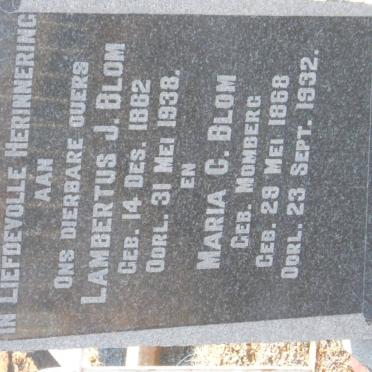 IN LIEFDEVOLLE HERINNERING
AAN
ONS DIERBARE OUERS
LAMBERTUS J. BLOM
GEB. 14 DES. 1862
OORL. 31 MEI 1938.
EN
MARIA C. BLOM
GEB. MOMBERG
GEB. 28 MEI 1868
OORL. 23 SEPT. 1932.